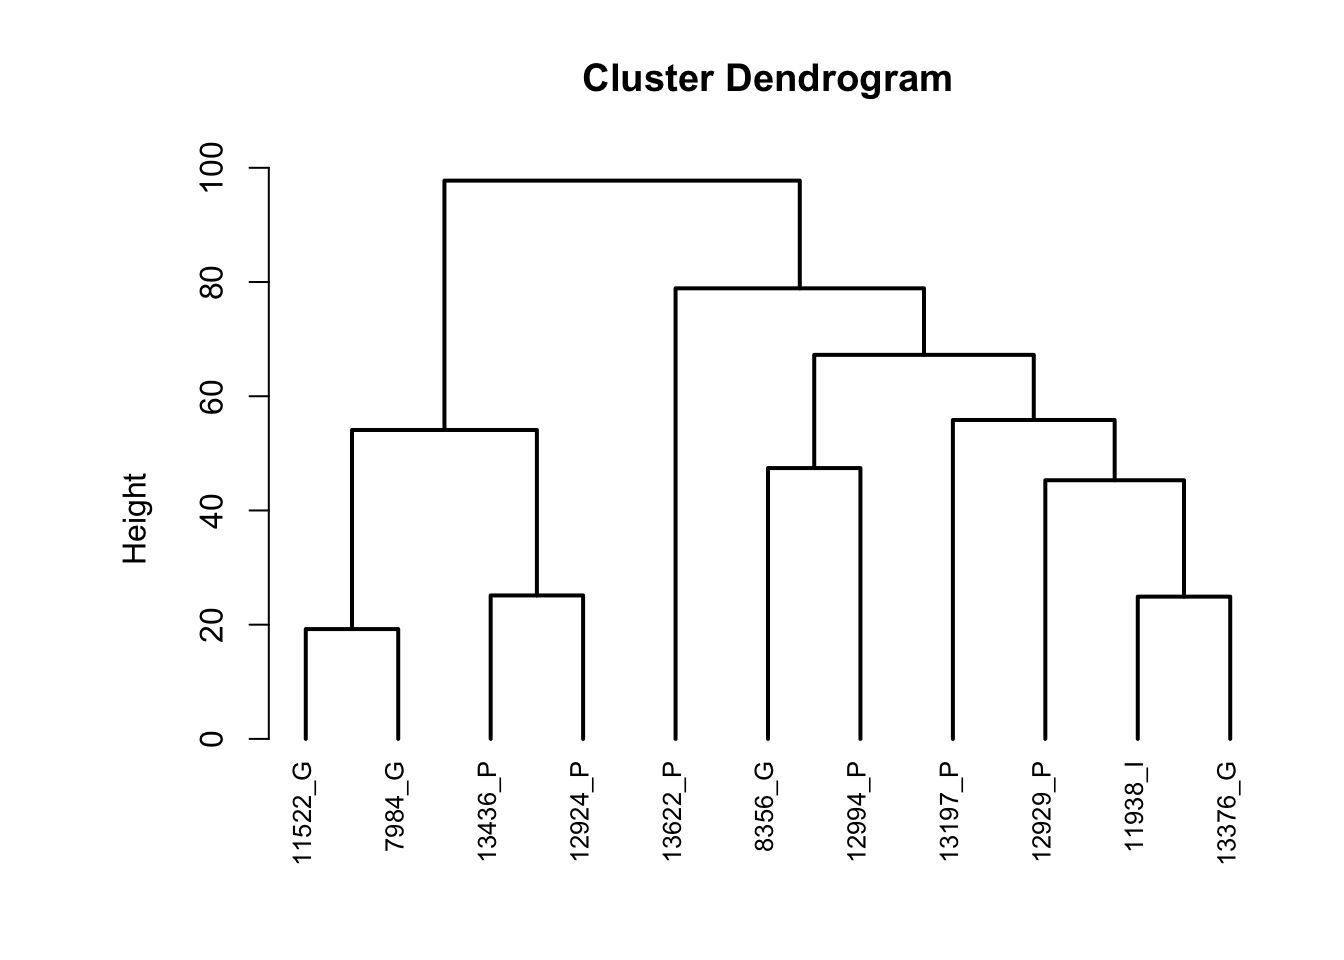 Cluster Dendrogram
Height
100
80
60
40
20
0
11522_G
7984_G
13436_P
12924_P
13622_P
8356_G
12994_P
13197_P
12929_P
11938_I
13376_G